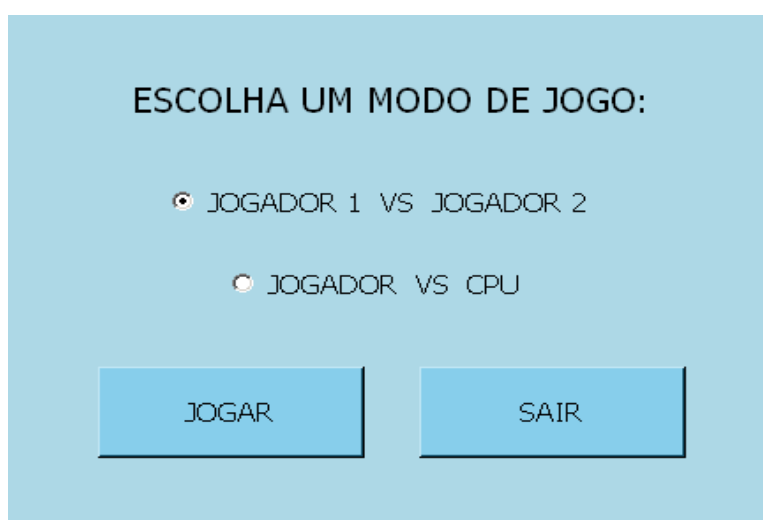 ESCOLHA UM MODO DE JOGO:
JOGADOR 1 VS JOGADOR 2
JOGADOR VS CPU
JOGAR
SAIR